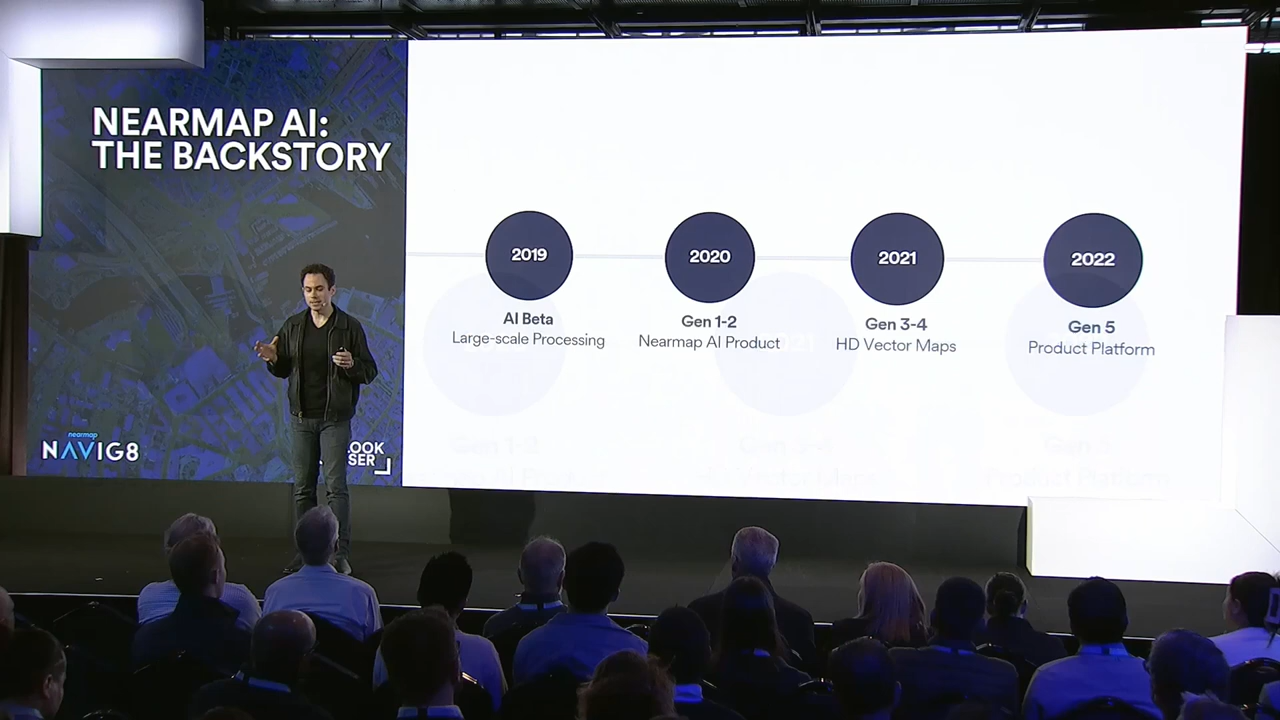 NEARMAP AI:
THE BACKSTORY
2019
AI Beta
Large-scale Processing
2020
Gen 1-2
Nearmap AI Product
2021
Gen 3-4
HD Vector Maps
2022
Gen 5
Product Platform
nearmap
NAVIG8